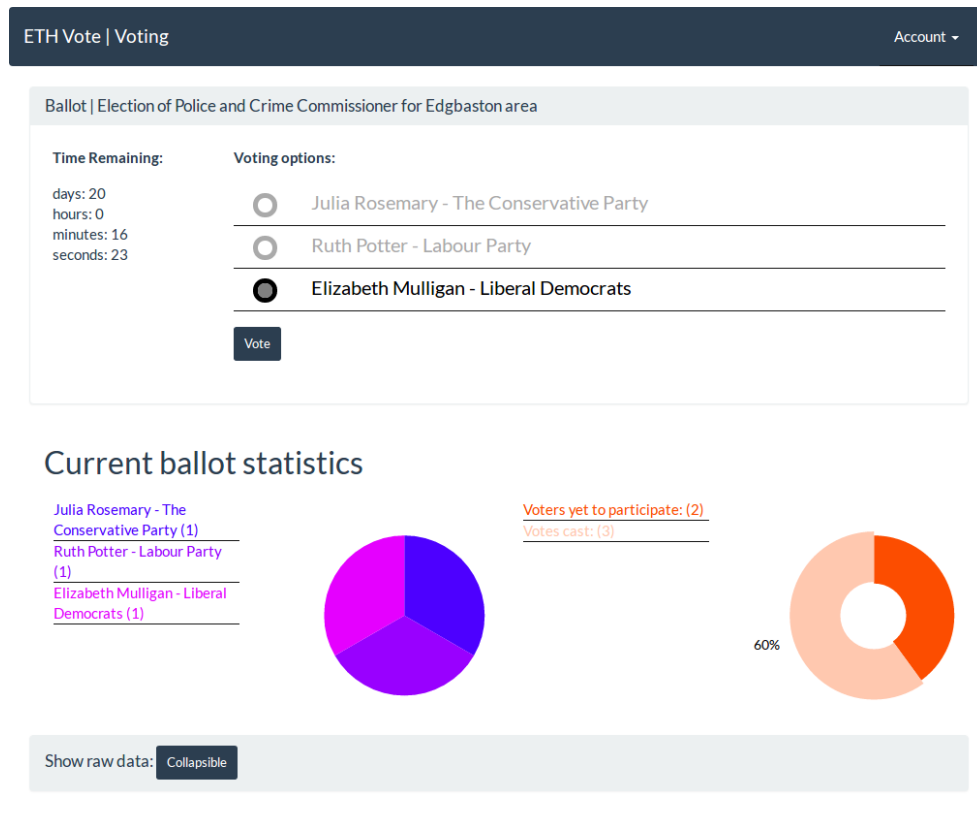 ETH Vote | Voting
Account
Ballot | Election of Police and Crime Commissioner for Edgbaston area
Time Remaining:
days: 20
hours: 0
minutes: 16
seconds: 23
Voting options:
Julia Rosemary - The Conservative Party
Ruth Potter - Labour Party
Elizabeth Mulligan - Liberal Democrats
Vote
Current ballot statistics
Julia Rosemary - The
Conservative Party (1)
Ruth Potter - Labour Party
(1)
Elizabeth Mulligan - Liberal
Democrats (1)
Voters yet to participate: (2)
Votes cast: (3)
60%
Show raw data:
Collapsible